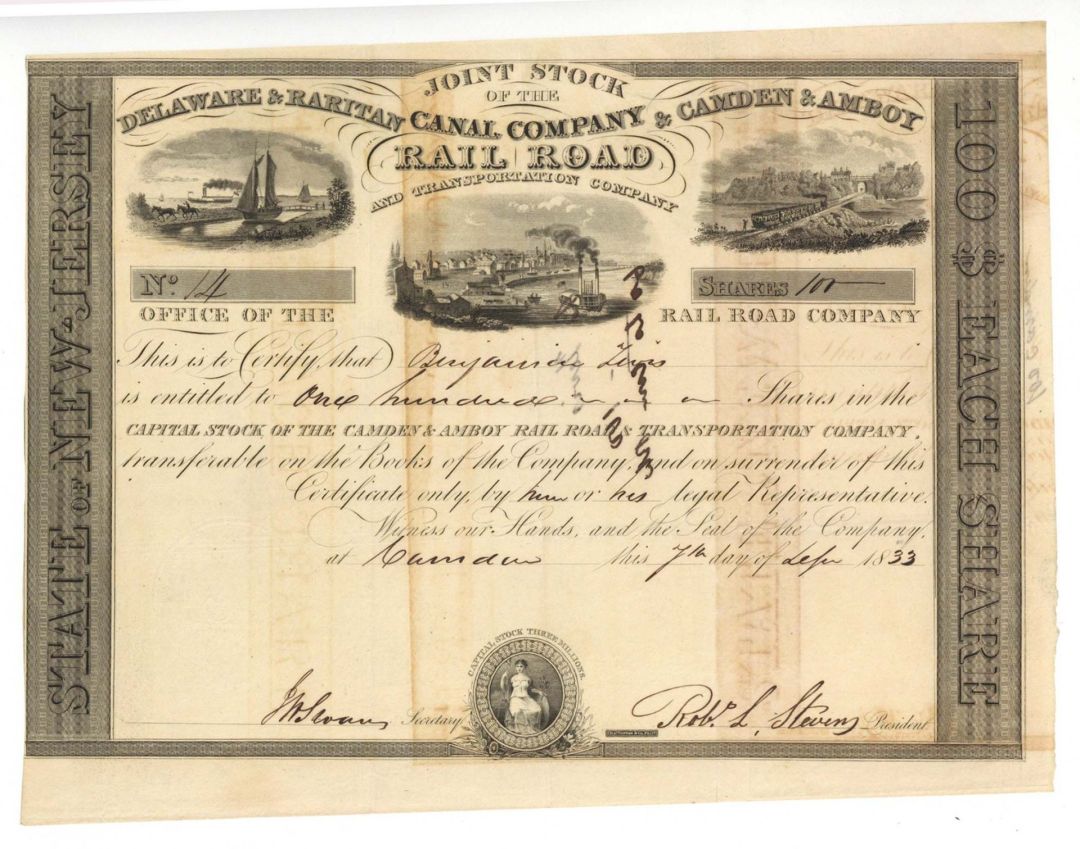 JOINT STOCK
OF THE
DELAWARE & RARITAN CANAL COMPANY & CAMDEN & AMBOY
RAIL ROAD
AND TRANSPORTATION COMPANY
STATE OF NEW-JERSEY
100 $ EACH SHARE
No. 14
SHARES 100
OFFICE OF THE RAIL ROAD COMPANY
This is to Certify, that Benjamin Lewis
is entitled to One hundred Shares in the
CAPITAL STOCK OF THE CAMDEN & AMBOY RAIL ROAD & TRANSPORTATION COMPANY,
transferable on the Books of the Company, and on surrender of this
Certificate only, by him or his legal Representative.
Witness our Hands, and the Seal of the Company,
at Camden this 7th day of Sepr 1833
CAPITAL STOCK THREE MILLIONS.
Secretary
Robt. L. Stevens President